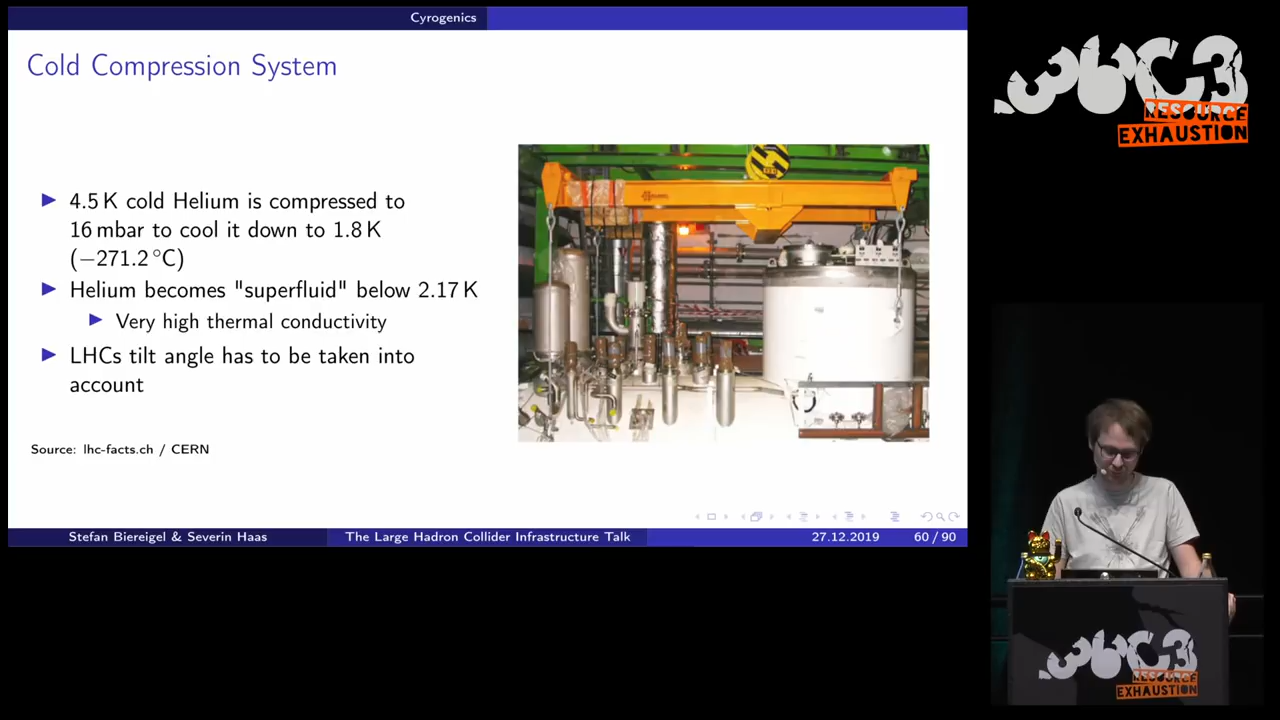 Cyrogenics
Cold Compression System
▶ 4.5 K cold Helium is compressed to
16 mbar to cool it down to 1.8 K
(−271.2 °C)
▶ Helium becomes "superfluid" below 2.17 K
▶ Very high thermal conductivity
▶ LHCs tilt angle has to be taken into
account
Source: lhc-facts.ch / CERN
Stefan Biereigel & Severin Haas
The Large Hadron Collider Infrastructure Talk
27.12.2019
60 / 90
36C3
RESOURCE
EXHAUSTION
36C3
RESOURCE
EXHAUSTION